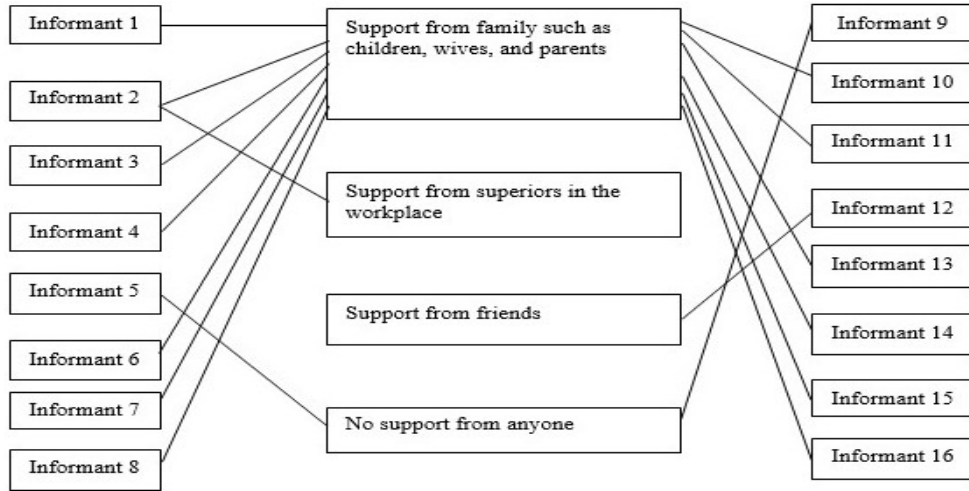 Informant 1
Informant 2
Informant 3
Informant 4
Informant 5
Informant 6
Informant 7
Informant 8
Support from family such as
children, wives, and parents
Support from superiors in the
workplace
Support from friends
No support from anyone
Informant 9
Informant 10
Informant 11
Informant 12
Informant 13
Informant 14
Informant 15
Informant 16